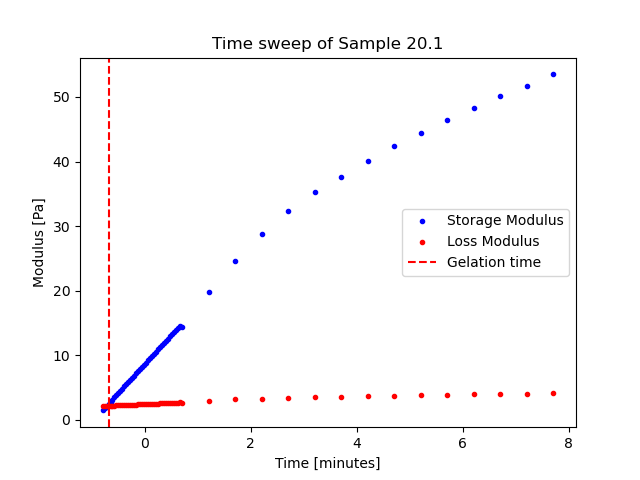 Time sweep of Sample 20.1
Modulus [Pa]
50
40
30
20
10
0
Storage Modulus
Loss Modulus
Gelation time
0 2 4 6 8
Time [minutes]